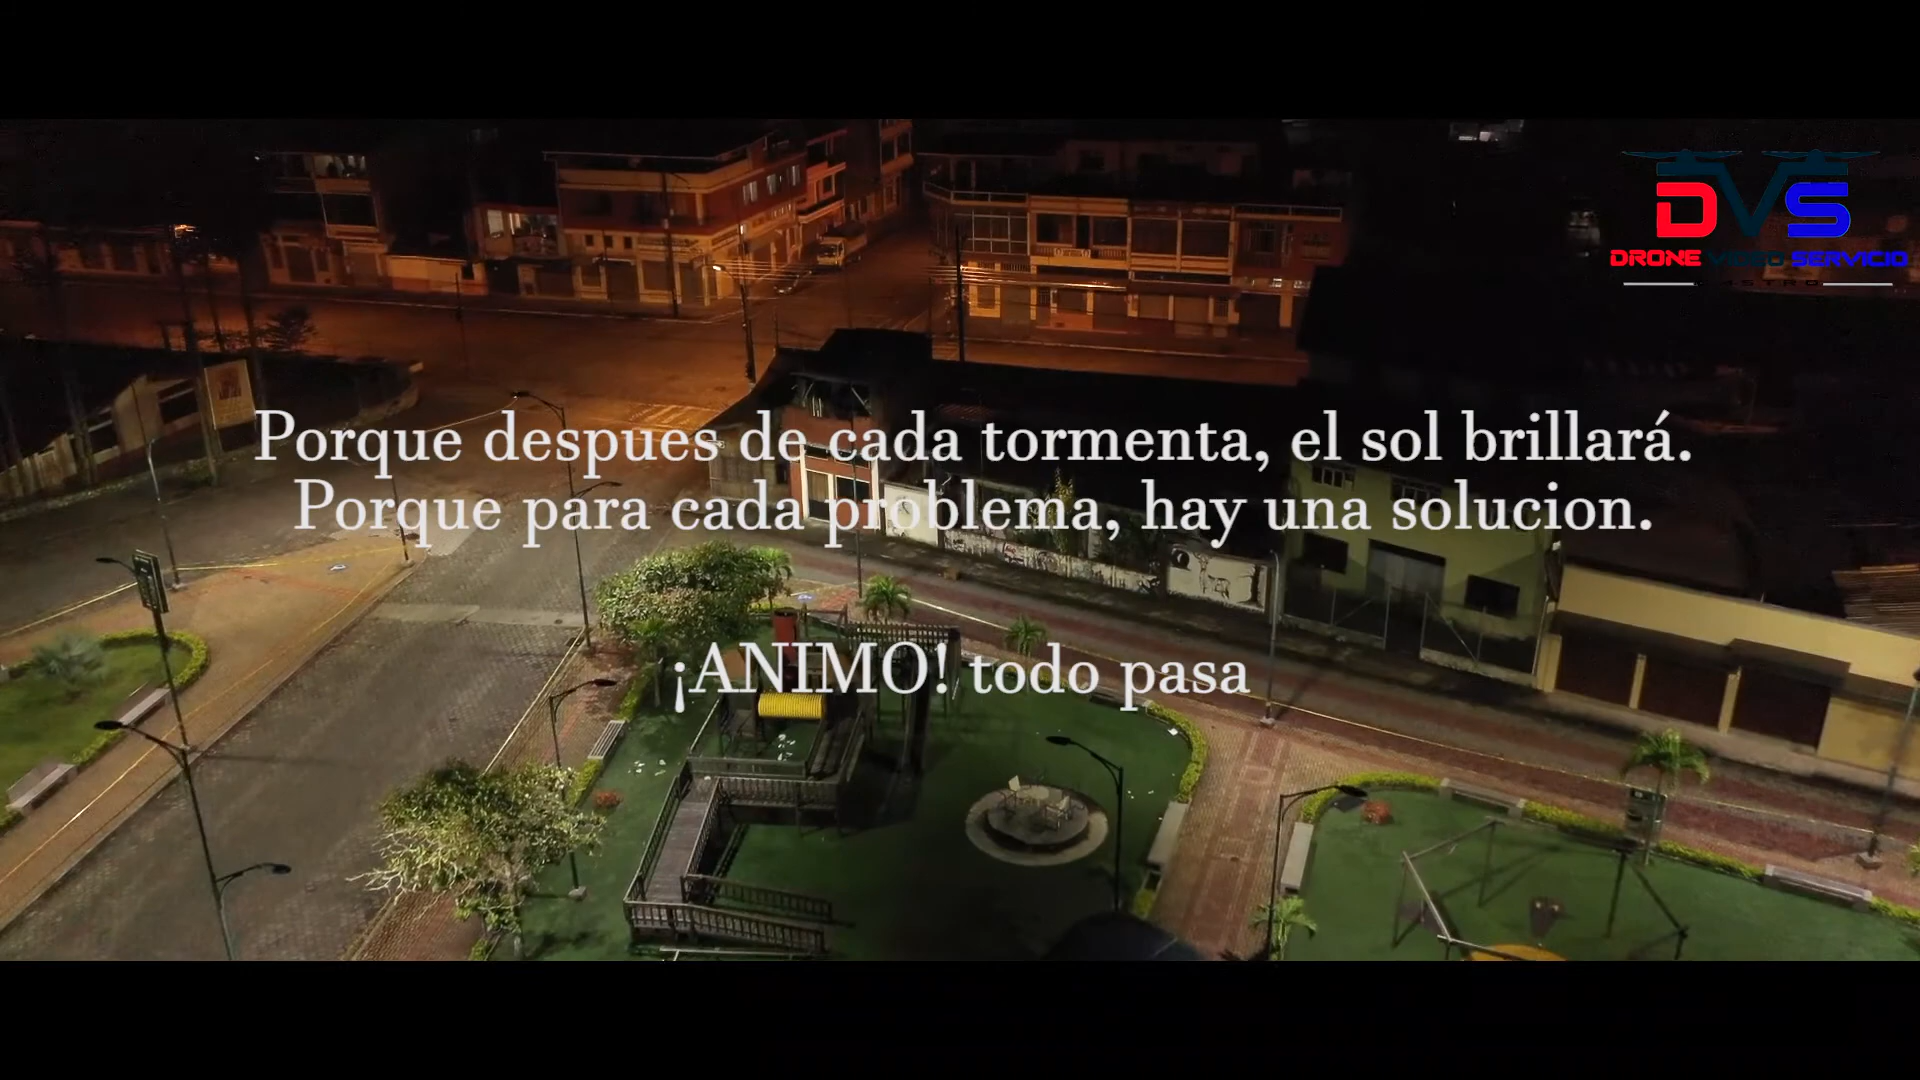 DVS
DRONE VIDEO SERVICIO
Porque despues de cada tormenta, el sol brillará.
Porque para cada problema, hay una solucion.
¡ANIMO! todo pasa